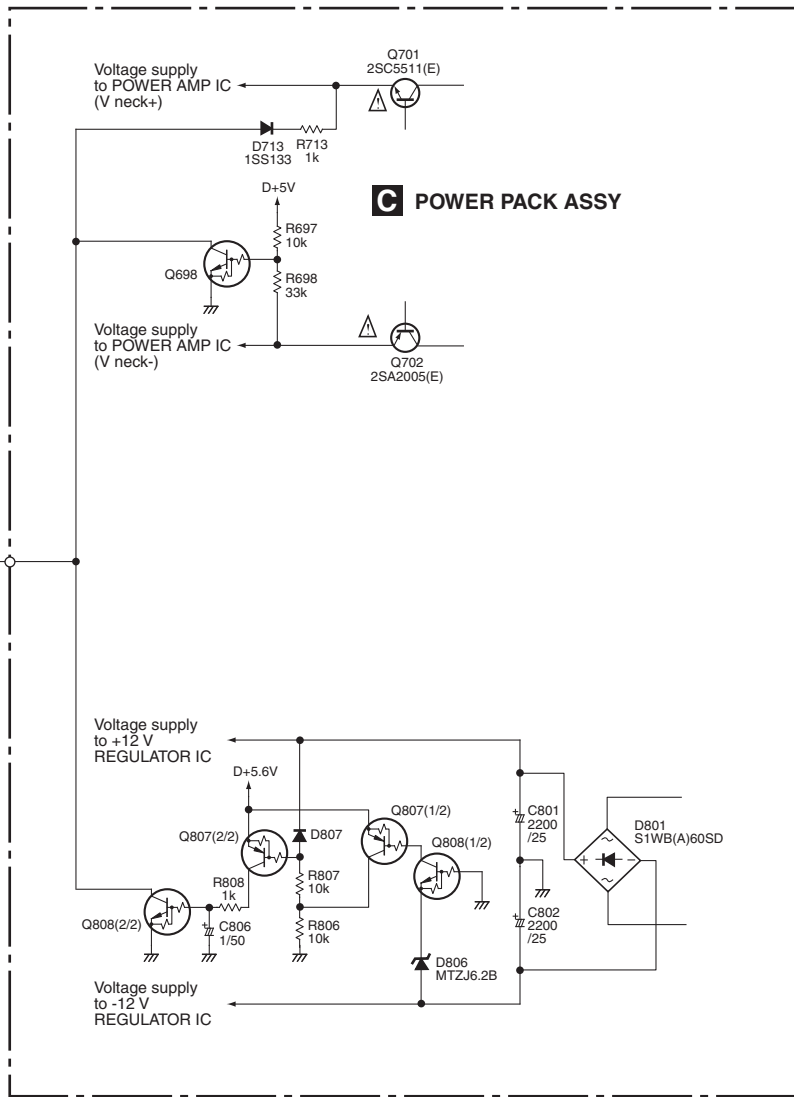 Q701
2SC5511(E)
Voltage supply
to POWER AMP IC
(V neck+)
D713
1SS133
R713
1k
D+5V
C POWER PACK ASSY
R697
10k
Q698
R698
33k
Voltage supply
to POWER AMP IC
(V neck-)
Q702
2SA2005(E)
Voltage supply
to +12 V
REGULATOR IC
D+5.6V
Q807(1/2)
C801
2200
/25
D801
S1WB(A)60SD
Q807(2/2)
D807
Q808(1/2)
R808
1k
R807
10k
Q808(2/2)
C806
1/50
R806
10k
C802
2200
/25
D806
MTZJ6.2B
Voltage supply
to -12 V
REGULATOR IC